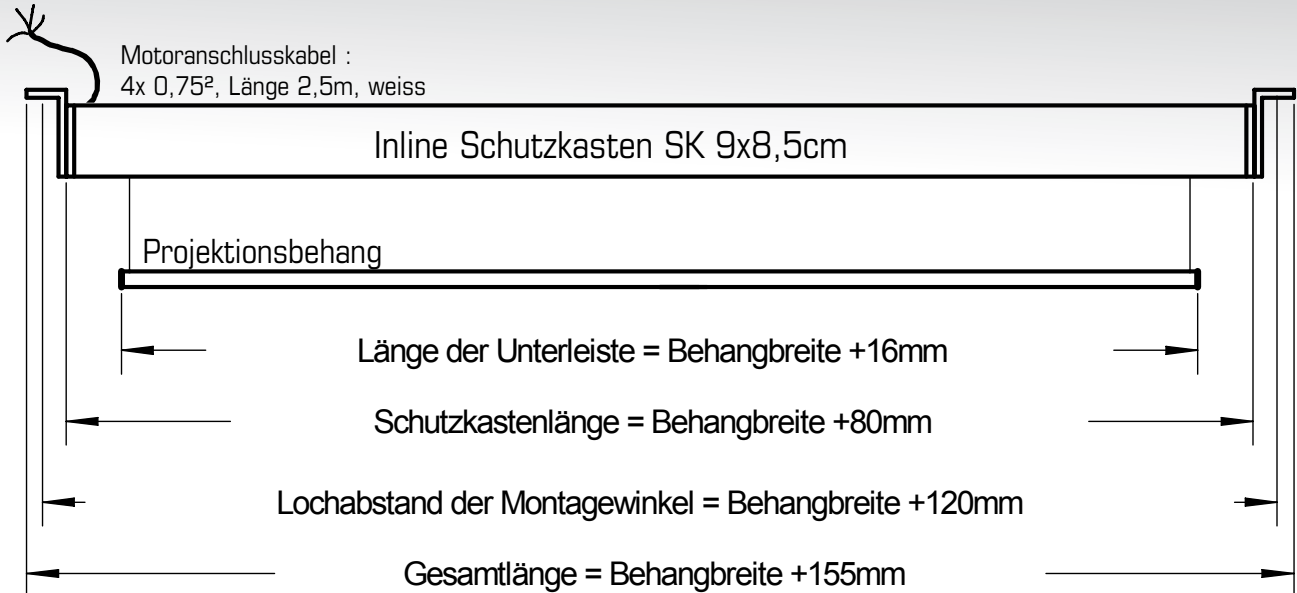 Motoranschlusskabel :
4x 0,75², Länge 2,5m, weiss
Inline Schutzkasten SK 9x8,5cm
Projektionsbehang
Länge der Unterleiste = Behangbreite +16mm
Schutzkastenlänge = Behangbreite +80mm
Lochabstand der Montagewinkel = Behangbreite +120mm
Gesamtlänge = Behangbreite +155mm